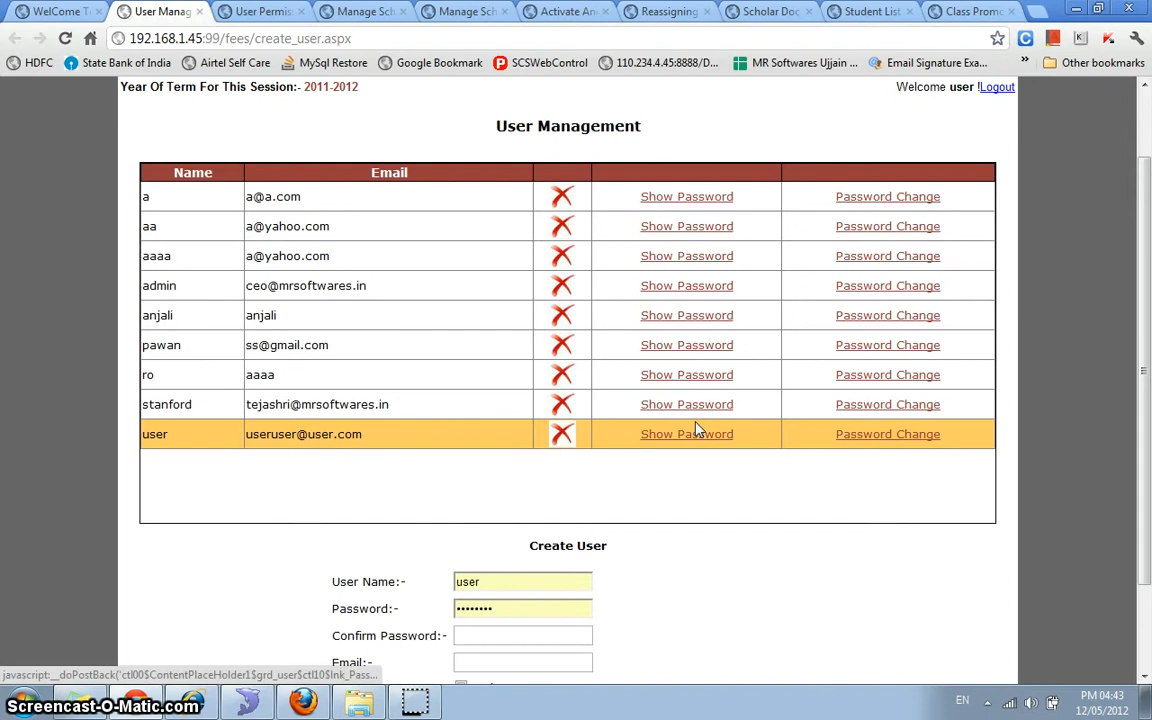 WelCome T
User Manag
User Permis
Manage Sch
Manage Sch
Activate An
Reassigning
Scholar Doc
Student List
Class Promo
192.168.1.45:99/fees/create_user.aspx
HDFC
State Bank of India
Airtel Self Care
MySql Restore
Google Bookmark
SCSWebControl
110.234.4.45:8888/D...
MR Softwares Ujjain ...
Email Signature Exa...
»
Other bookmarks
Year Of Term For This Session:- 2011-2012
Welcome user !Logout
User Management
Name Email
a a@a.com Show Password Password Change
aa a@yahoo.com Show Password Password Change
aaaa a@yahoo.com Show Password Password Change
admin ceo@mrsoftwares.in Show Password Password Change
anjali anjali Show Password Password Change
pawan ss@gmail.com Show Password Password Change
ro aaaa Show Password Password Change
stanford tejashri@mrsoftwares.in Show Password Password Change
user useruser@user.com Show Password Password Change
Create User
User Name:- user
Password:- ••••••••
Confirm Password:-
Email:-
javascript:__doPostBack('ctl00$ContentPlaceHolder1$grd_user$ctl10$lnk_Pass...
Screencast-O-Matic.com
EN
PM 04:43
12/05/2012